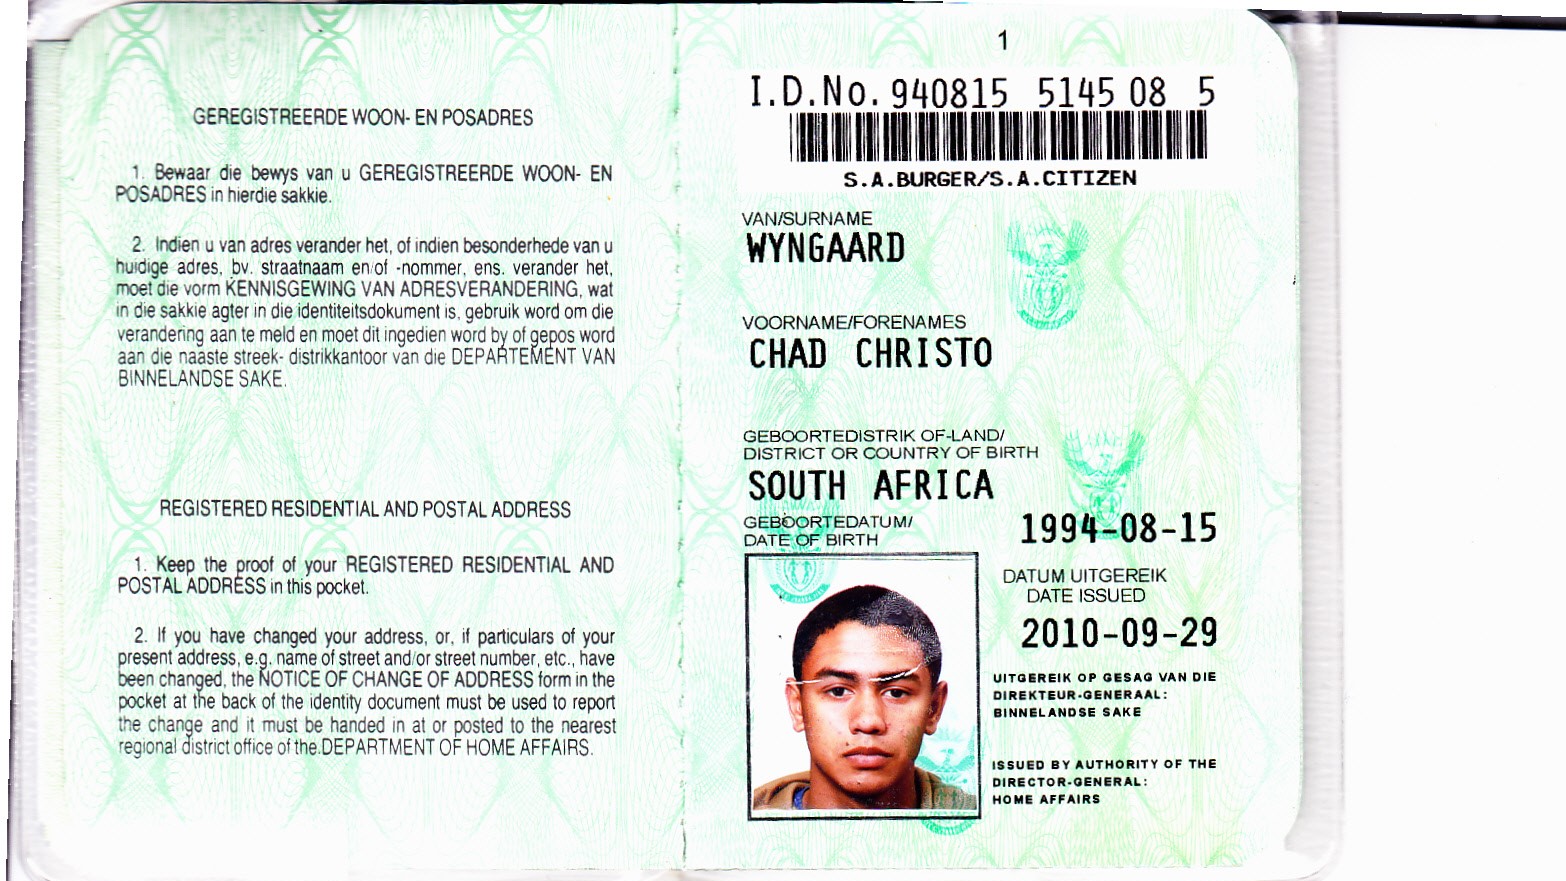 GEREGISTREERDE WOON- EN POSADRES
1. Bewaar die bewys van u GEREGISTREERDE WOON- EN
POSADRES in hierdie sakkie.
2. Indien u van adres verander het, of indien besonderhede van u
huidige adres, bv. straatnaam en/of -nommer, ens. verander het,
moet die vorm KENNISGEWING VAN ADRESVERANDERING, wat
in die sakkie agter in die identiteitsdokument is, gebruik word om die
verandering aan te meld en moet dit ingedien word by of gepos word
aan die naaste streek- distrikkantoor van die DEPARTEMENT VAN
BINNELANDSE SAKE.
REGISTERED RESIDENTIAL AND POSTAL ADDRESS
1. Keep the proof of your REGISTERED RESIDENTIAL AND
POSTAL ADDRESS in this pocket.
2. If you have changed your address, or, if particulars of your
present address, e.g. name of street and/or street number, etc., have
been changed, the NOTICE OF CHANGE OF ADDRESS form in the
pocket at the back of the identity document must be used to report
the change and it must be handed in at or posted to the nearest
regional district office of the.DEPARTMENT OF HOME AFFAIRS.
1
I.D.No. 940815 5145 08 5
S.A.BURGER/S.A.CITIZEN
VAN/SURNAME
WYNGAARD
VOORNAME/FORENAMES
CHAD CHRISTO
GEBOORTEDISTRIK OF-LAND/
DISTRICT OR COUNTRY OF BIRTH
SOUTH AFRICA
GEBOORTEDATUM/
DATE OF BIRTH
1994-08-15
DATUM UITGEREIK
DATE ISSUED
2010-09-29
UITGEREIK OP GESAG VAN DIE
DIREKTEUR-GENERAAL:
BINNELANDSE SAKE
ISSUED BY AUTHORITY OF THE
DIRECTOR-GENERAL:
HOME AFFAIRS